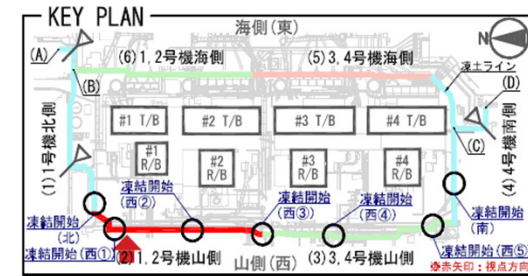 KEY PLAN
海側(東)
N
(A)
(6)1,2号機海側
(5)3,4号機海側
凍土ライン
(B)
(D)
#1 T/B
#2 T/B
#3 T/B
#4 T/B
(1)1号機北側
(4)4号機南側
(C)
#1
R/B
#2
R/B
#3
R/B
#4
R/B
凍結開始
(西②)
凍結開始
(西③)
凍結開始
(西④)
凍結開始
(南)
凍結開始
(北)
凍結開始(西①)
(2)1,2号機山側
山側(西)
(3)3,4号機山側
凍結開始(西⑤)
※赤矢印:視点方向